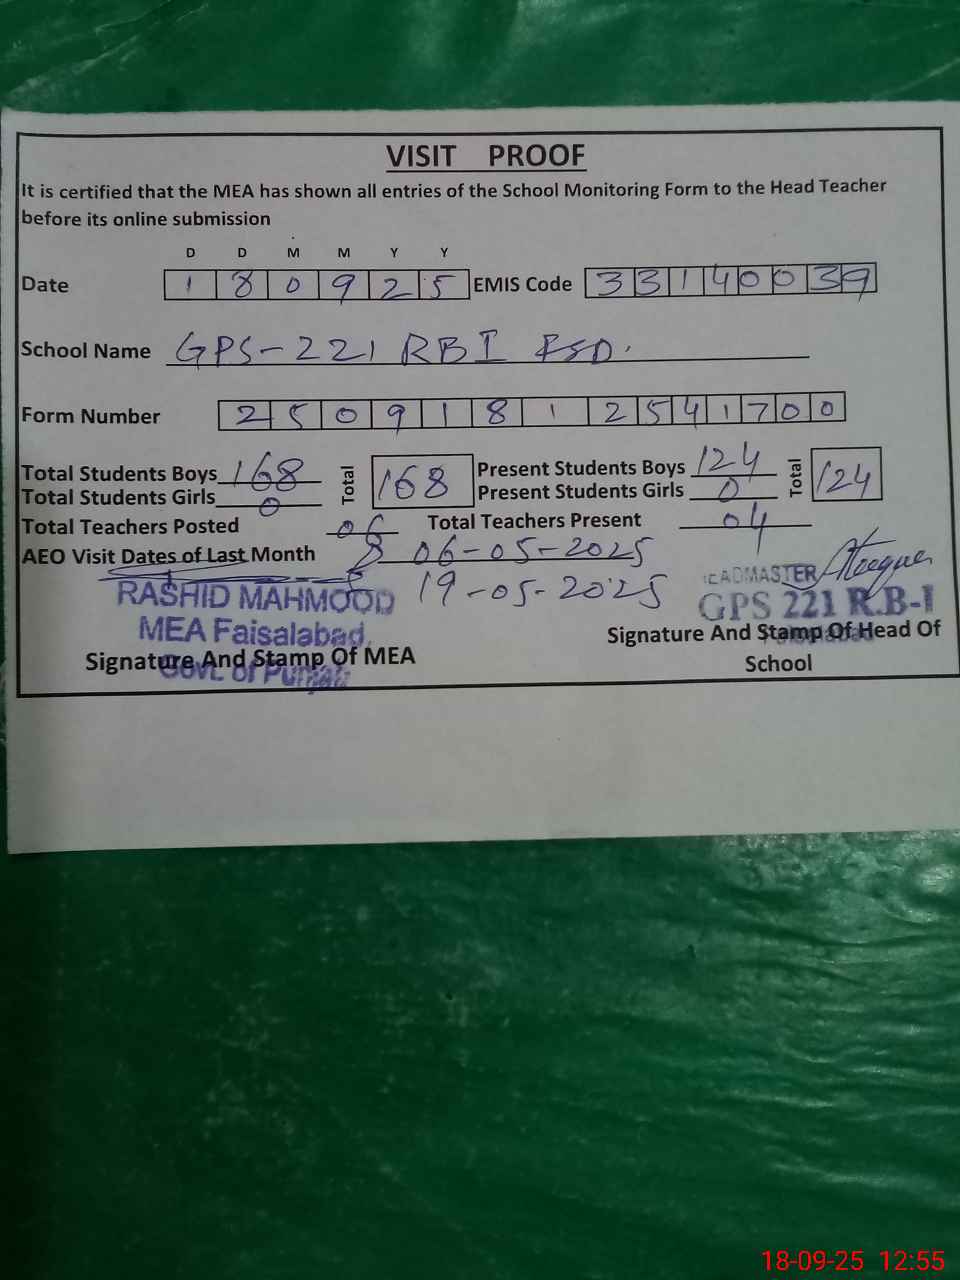 VISIT PROOF
It is certified that the MEA has shown all entries of the School Monitoring Form to the Head Teacher
before its online submission
D D M M Y Y
Date 1 8 0 9 2 5 EMIS Code 3 3 1 4 0 0 3 9
School Name GPS-221 RB I FSD.
Form Number 2 5 0 9 1 8 1 2 5 4 1 7 0 0
Total Students Boys 168 Total 168 Present Students Boys 124 Total 124
Total Students Girls 0 Present Students Girls 0
Total Teachers Posted 06 Total Teachers Present 04
AEO Visit Dates of Last Month 06-05-2025
19-05-2025
RASHID MAHMOOD
MEA Faisalabad
Govt. of Punjab
Signature And Stamp Of MEA
HEADMASTER
GPS 221 R.B-I
Signature And Stamp Of Head Of
School
18-09-25 12:55